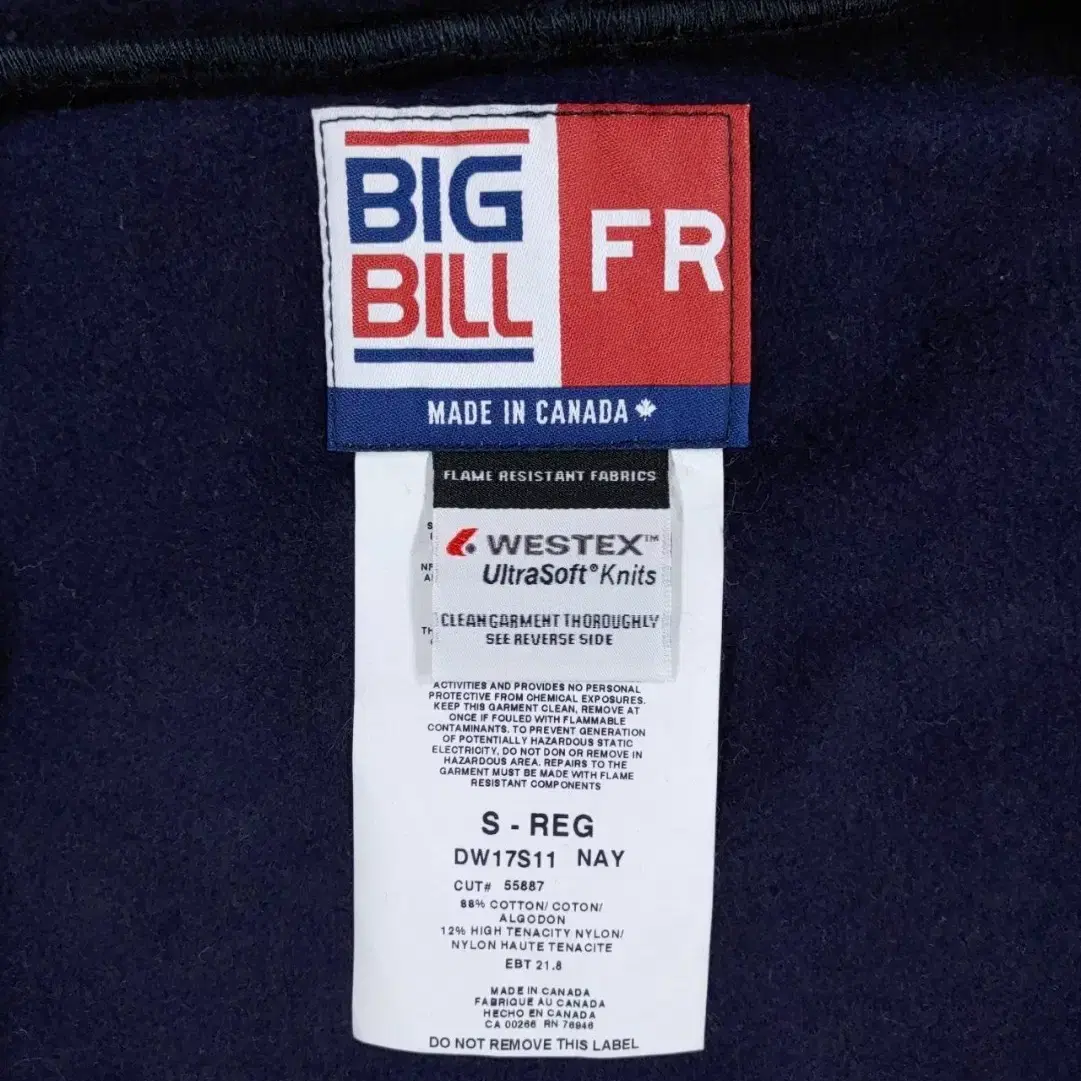 BIG
BILL
FR
MADE IN CANADA
FLAME RESISTANT FABRICS
WESTEX™
UltraSoft® Knits
CLEAN GARMENT THOROUGHLY
SEE REVERSE SIDE
ACTIVITIES AND PROVIDES NO PERSONAL
PROTECTIVE FROM CHEMICAL EXPOSURES.
KEEP THIS GARMENT CLEAN, REMOVE AT
ONCE IF FOULED WITH FLAMMABLE
CONTAMINANTS. TO PREVENT GENERATION
OF POTENTIALLY HAZARDOUS STATIC
ELECTRICITY, DO NOT DON OR REMOVE IN
HAZARDOUS AREA. REPAIRS TO THE
GARMENT MUST BE MADE WITH FLAME
RESISTANT COMPONENTS
S - REG
DW17S11 NAY
CUT# 55887
88% COTTON/ COTON/
ALGODON
12% HIGH TENACITY NYLON/
NYLON HAUTE TENACITE
EBT 21.8
MADE IN CANADA
FABRIQUE AU CANADA
HECHO EN CANADA
CA 00266 RN 76946
DO NOT REMOVE THIS LABEL